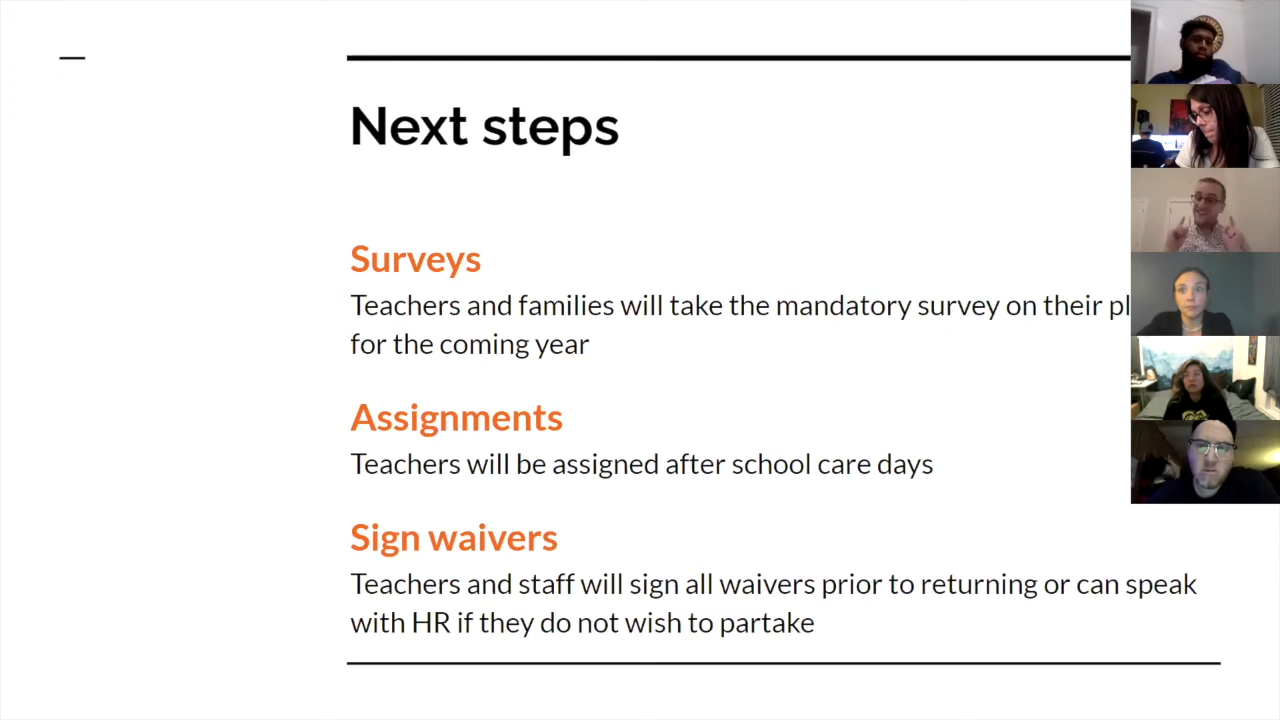 Next steps
Surveys
Teachers and families will take the mandatory survey on their
for the coming year
Assignments
Teachers will be assigned after school care days
Sign waivers
Teachers and staff will sign all waivers prior to returning or can speak
with HR if they do not wish to partake